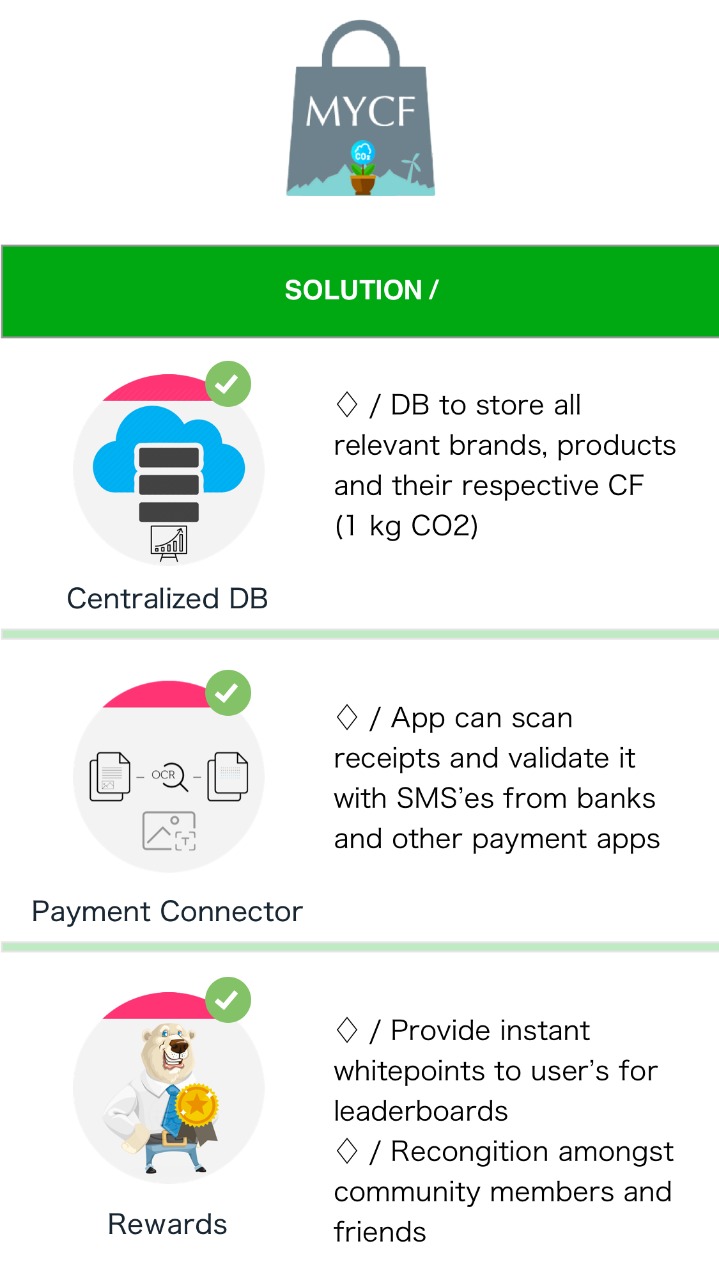 MYCF
CO₂
SOLUTION /
♢ / DB to store all
relevant brands, products
and their respective CF
(1 kg CO2)
Centralized DB
♢ / App can scan
receipts and validate it
with SMS’es from banks
and other payment apps
OCR
T
Payment Connector
♢ / Provide instant
whitepoints to user’s for
leaderboards
♢ / Recongition amongst
community members and
friends
Rewards